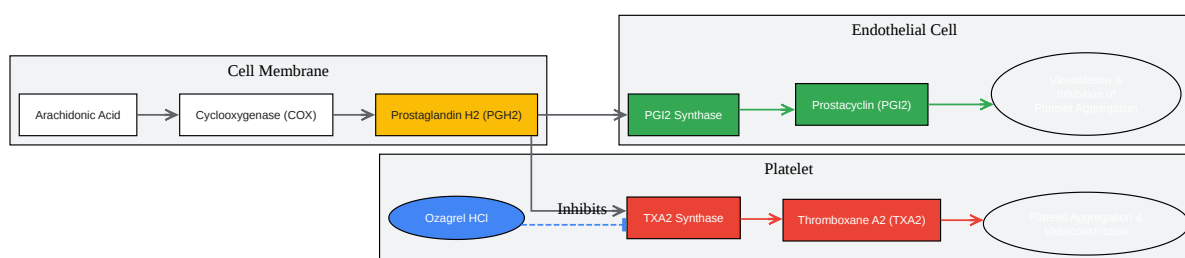 Endothelial Cell
Cell Membrane
Arachidonic Acid
Cyclooxygenase (COX)
Prostaglandin H2 (PGH2)
PGI2 Synthase
Prostacyclin (PGI2)
Vasodilation &
Inhibition of
Platelet Aggregation
Platelet
Ozagrel HCl
Inhibits
TXA2 Synthase
Thromboxane A2 (TXA2)
Platelet Aggregation &
Vasoconstriction